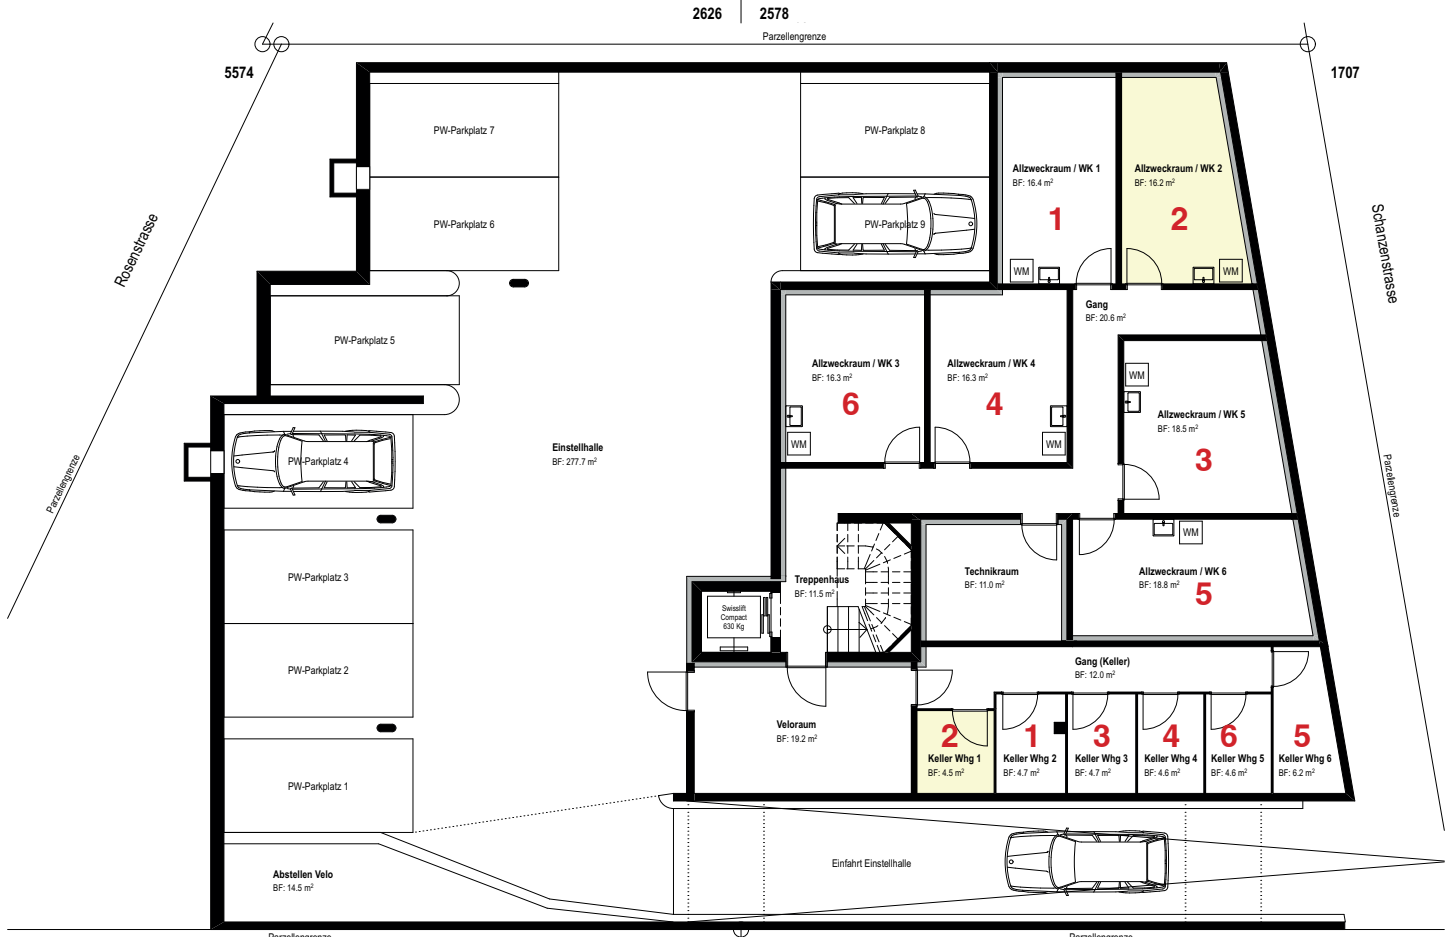 2626 2578
Parzellengrenze
5574
1707
Rosenstrasse
Schanzenstrasse
Parzellengrenze
Parzellengrenze
PW-Parkplatz 7
PW-Parkplatz 8
PW-Parkplatz 6
PW-Parkplatz 9
Allzweckraum / WK 1
BF: 16.4 m²
1
WM
Allzweckraum / WK 2
BF: 16.2 m²
2
WM
Gang
BF: 20.6 m²
PW-Parkplatz 5
Allzweckraum / WK 3
BF: 16.3 m²
6
WM
Allzweckraum / WK 4
BF: 16.3 m²
4
WM
WM
Allzweckraum / WK 5
BF: 18.5 m²
3
Einstellhalle
BF: 277.7 m²
PW-Parkplatz 4
PW-Parkplatz 3
PW-Parkplatz 2
PW-Parkplatz 1
Treppenhaus
BF: 11.5 m²
Swisslift
Compact
630 Kg
Technikraum
BF: 11.0 m²
WM
Allzweckraum / WK 6
BF: 18.8 m²
5
Gang (Keller)
BF: 12.0 m²
Veloraum
BF: 19.2 m²
2
Keller Whg 1
BF: 4.5 m²
1
Keller Whg 2
BF: 4.7 m²
3
Keller Whg 3
BF: 4.7 m²
4
Keller Whg 4
BF: 4.6 m²
6
Keller Whg 5
BF: 4.6 m²
5
Keller Whg 6
BF: 6.2 m²
Einfahrt Einstellhalle
Abstellen Velo
BF: 14.5 m²
Parzellengrenze
Parzellengrenze